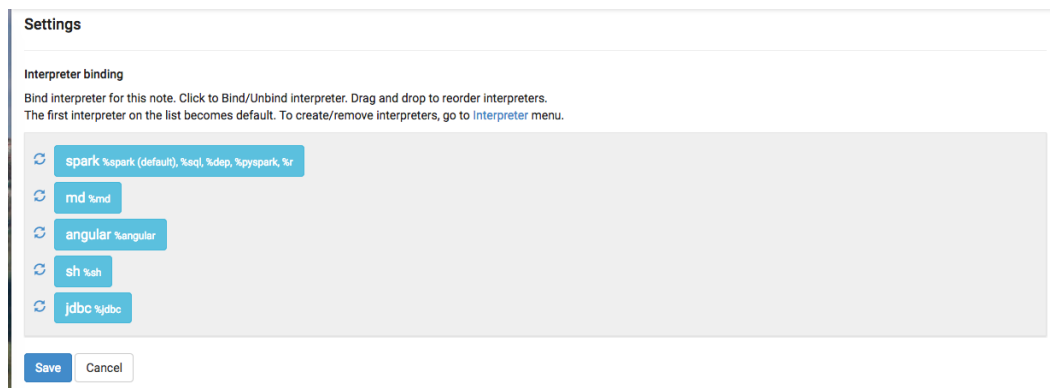 Settings
Interpreter binding
Bind interpreter for this note. Click to Bind/Unbind interpreter. Drag and drop to reorder interpreters.
The first interpreter on the list becomes default. To create/remove interpreters, go to Interpreter menu.
spark %spark (default), %sql, %dep, %pyspark, %r
md %md
angular %angular
sh %sh
jdbc %jdbc
Save Cancel